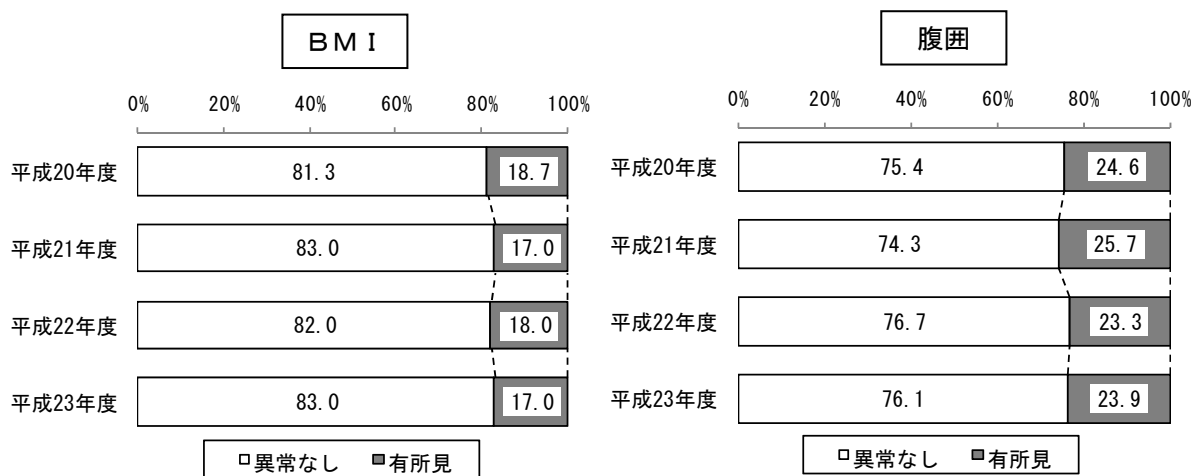 ＢＭＩ
0% 20% 40% 60% 80% 100%
平成20年度 81.3 18.7
平成21年度 83.0 17.0
平成22年度 82.0 18.0
平成23年度 83.0 17.0
□異常なし ■有所見
腹囲
0% 20% 40% 60% 80% 100%
平成20年度 75.4 24.6
平成21年度 74.3 25.7
平成22年度 76.7 23.3
平成23年度 76.1 23.9
□異常なし ■有所見